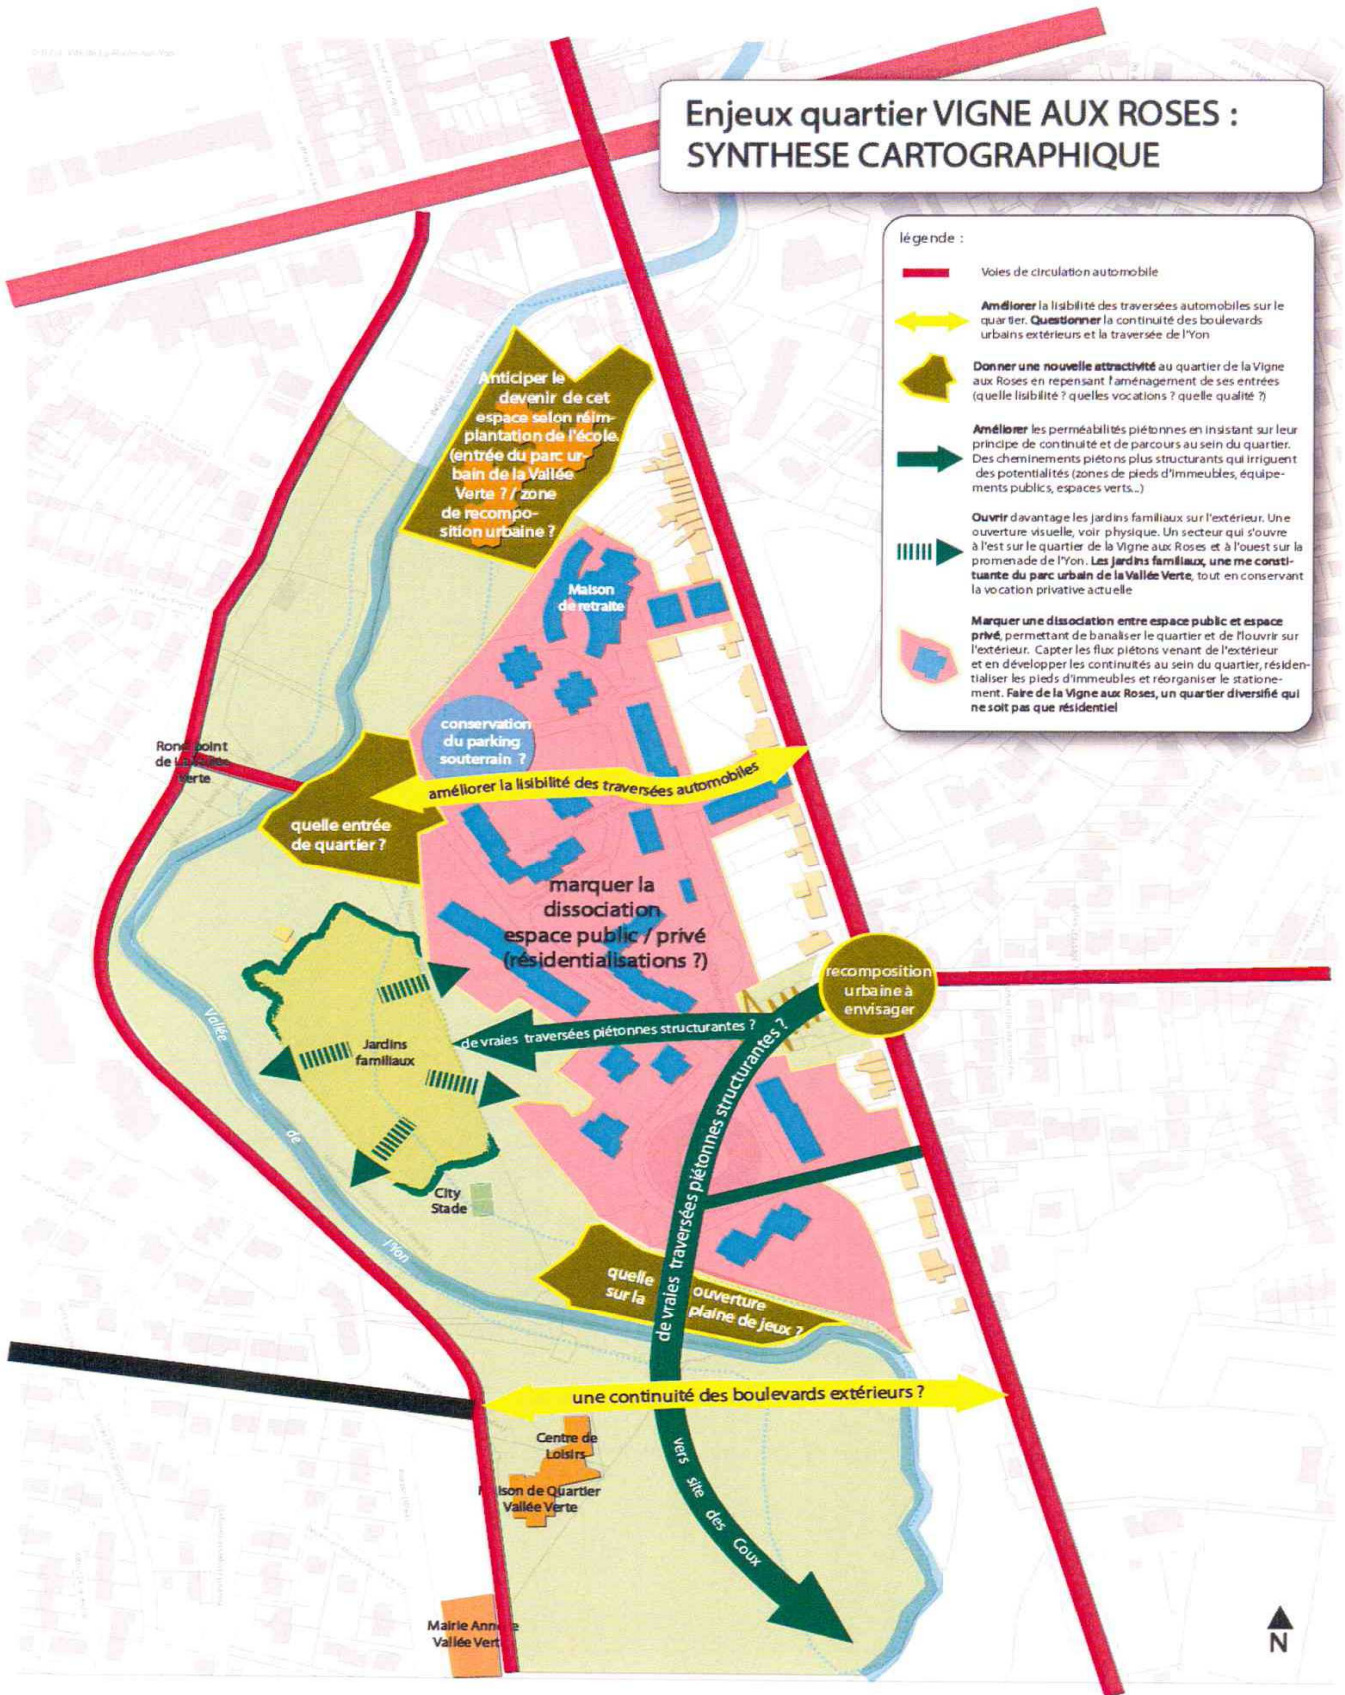 Enjeux quartier VIGNE AUX ROSES :
SYNTHESE CARTOGRAPHIQUE
légende :
Voies de circulation automobile
Améliorer la lisibilité des traversées automobiles sur le
quartier. Questionner la continuité des boulevards
urbains extérieurs et la traversée de l'Yon
Donner une nouvelle attractivité au quartier de la Vigne
aux Roses en repensant l'aménagement de ses entrées
(quelle lisibilité ? quelles vocations ? quelle qualité ?)
Améliorer les perméabilités piétonnes en insistant sur leur
principe de continuité et de parcours au sein du quartier.
Des cheminements piétons plus structurants qui irriguent
des potentialités (zones de pieds d'immeubles, équipe-
ments publics, espaces verts...)
Ouvrir davantage les jardins familiaux sur l'extérieur. Une
ouverture visuelle, voir physique. Un secteur qui s'ouvre
à l'est sur le quartier de la Vigne aux Roses et à l'ouest sur la
promenade de l'Yon. Les jardins familiaux, une me consti-
tuante du parc urbain de la Vallée Verte, tout en conservant
la vocation privative actuelle
Marquer une dissociation entre espace public et espace
privé, permettant de banaliser le quartier et de l'louvrir sur
l'extérieur. Capter les flux piétons venant de l'extérieur
et en développer les continuités au sein du quartier, résiden-
tialiser les pieds d'immeubles et réorganiser le statione-
ment. Faire de la Vigne aux Roses, un quartier diversifié qui
ne soit pas que résidentiel
Anticiper le
devenir de cet
espace selon réim-
plantation de l'école.
(entrée du parc ur-
bain de la Vallée
Verte ? / zone
de recompo-
sition urbaine ?
Maison
de retraite
conservation
du parking
souterrain ?
Rond point
de La Vallée
Verte
améliorer la lisibilité des traversées automobiles
quelle entrée
de quartier ?
marquer la
dissociation
espace public / privé
(résidentialisations ?)
recomposition
urbaine à
envisager
de vraies traversées piétonnes structurantes ?
Jardins
familiaux
de vraies traversées piétonnes structurantes ?
Vallée
de
l'Yon
City
Stade
quelle ouverture
sur la plaine de jeux ?
une continuité des boulevards extérieurs ?
Centre de
Loisirs
Maison de Quartier
Vallée Verte
vers site des Coux
Mairie Annexe
Vallée Verte
N